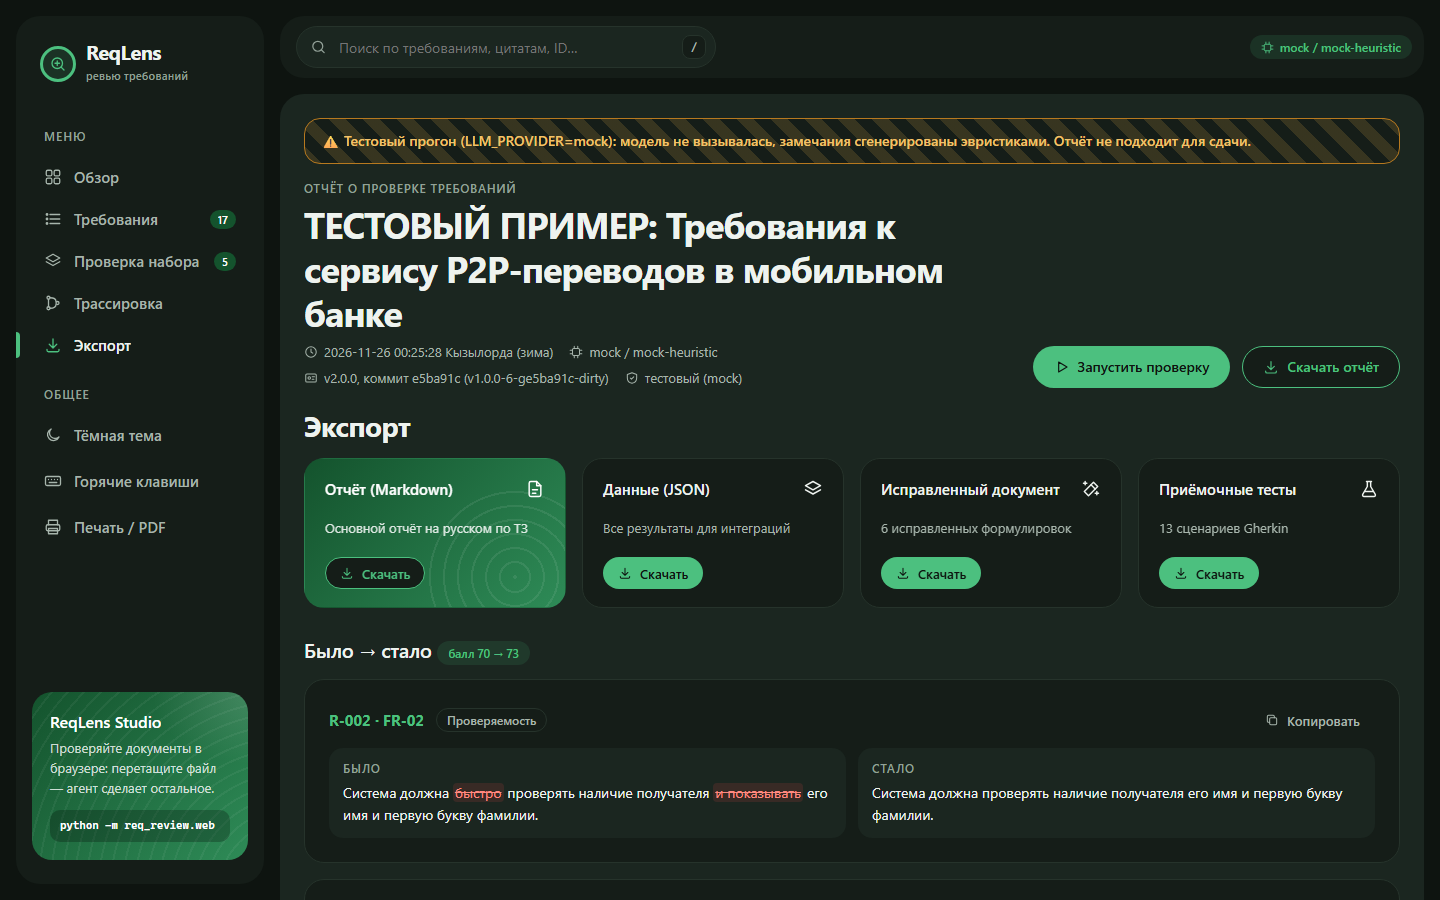 ReqLens
ревью требований
МЕНЮ
Обзор
Требования 17
Проверка набора 5
Трассировка
Экспорт
ОБЩЕЕ
Тёмная тема
Горячие клавиши
Печать / PDF
ReqLens Studio
Проверяйте документы в
браузере: перетащите файл
— агент сделает остальное.
python -m req_review.web
Поиск по требованиям, цитатам, ID... /
mock / mock-heuristic
Тестовый прогон (LLM_PROVIDER=mock): модель не вызывалась, замечания сгенерированы эвристиками. Отчёт не подходит для сдачи.
ОТЧЁТ О ПРОВЕРКЕ ТРЕБОВАНИЙ
ТЕСТОВЫЙ ПРИМЕР: Требования к
сервису P2P-переводов в мобильном
банке
2026-11-26 00:25:28 Кызылорда (зима) mock / mock-heuristic
v2.0.0, коммит e5ba91c (v1.0.0-6-ge5ba91c-dirty) тестовый (mock)
Запустить проверку
Скачать отчёт
Экспорт
Отчёт (Markdown)
Основной отчёт на русском по ТЗ
Скачать
Данные (JSON)
Все результаты для интеграций
Скачать
Исправленный документ
6 исправленных формулировок
Скачать
Приёмочные тесты
13 сценариев Gherkin
Скачать
Было → стало балл 70 → 73
R-002 · FR-02 Проверяемость
Копировать
БЫЛО
Система должна быстро проверять наличие получателя и показывать его
имя и первую букву фамилии.
СТАЛО
Система должна проверять наличие получателя его имя и первую букву
фамилии.